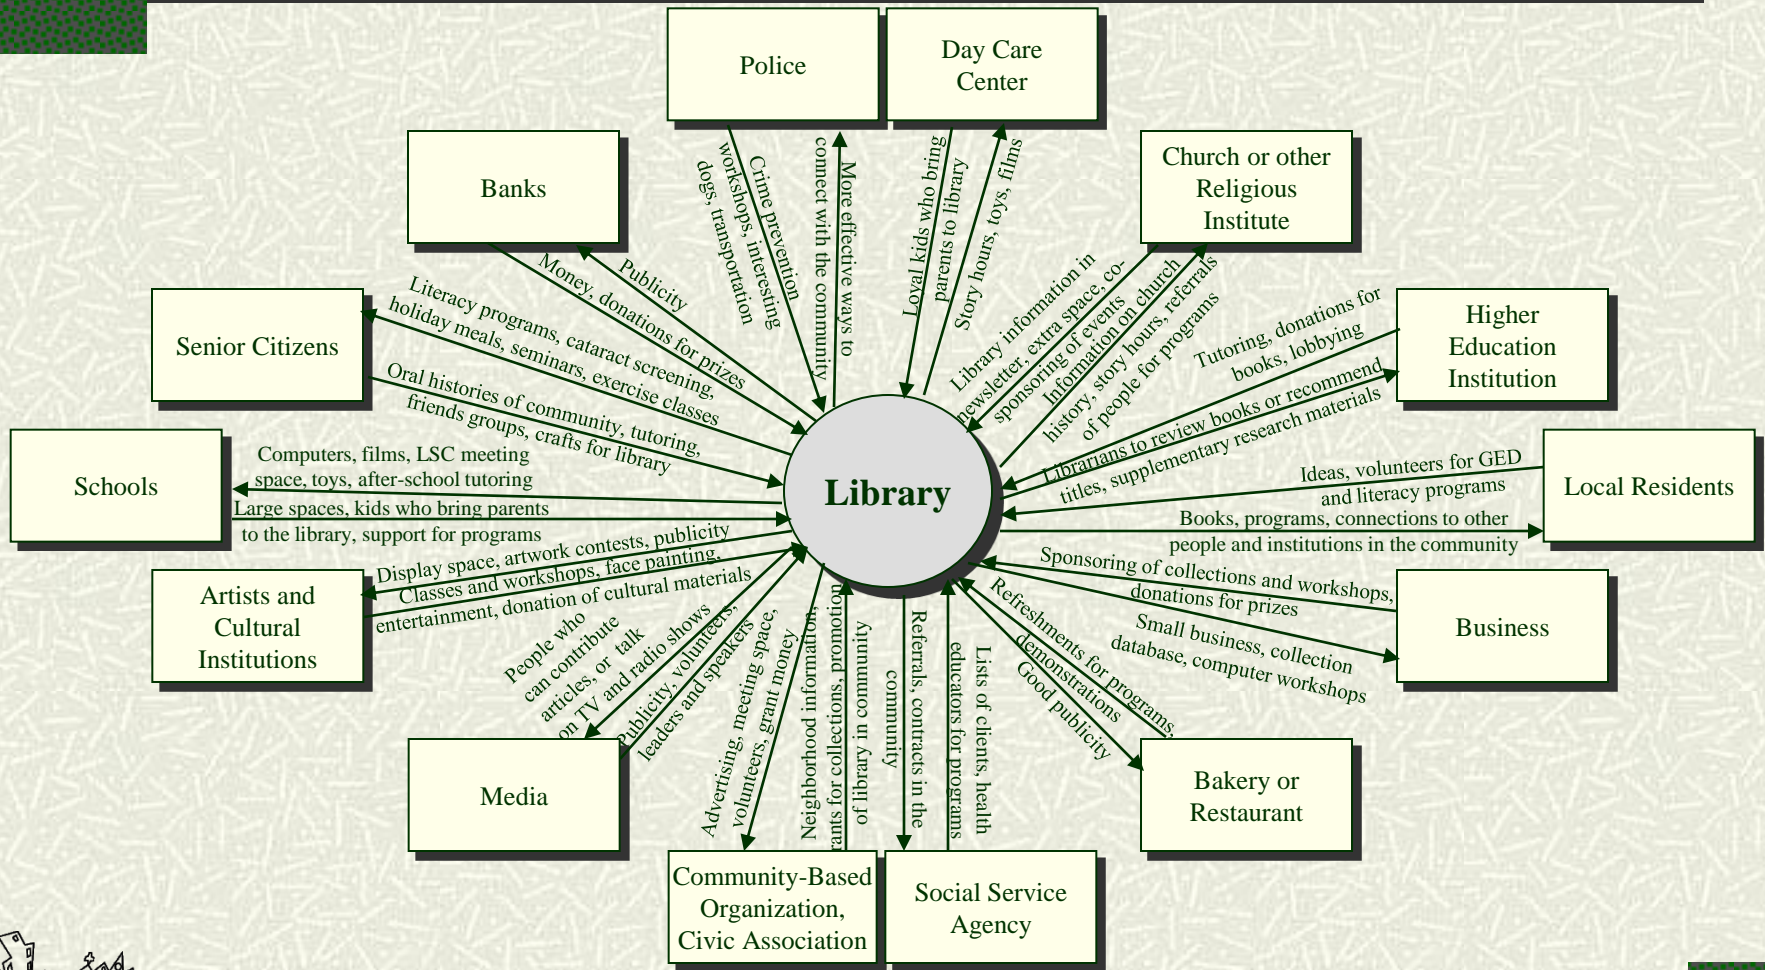 Police
Day Care
Center
Banks
Church or other
Religious
Institute
Crime prevention
workshops, interesting
dogs, transportation
More effective ways to
connect with the community
Loyal kids who bring
parents to library
Story hours, toys, films
Publicity
Money, donations for prizes
Library information in
newsletter, extra space, co-
sponsoring of events
Information on church
history, story hours, referrals
of people for programs
Senior Citizens
Literacy programs, cataract screening,
holiday meals, seminars, exercise classes
Oral histories of community, tutoring,
friends groups, crafts for library
Higher
Education
Institution
Tutoring, donations for
books, lobbying
Librarians to review books or recommend
titles, supplementary research materials
Schools
Computers, films, LSC meeting
space, toys, after-school tutoring
Large spaces, kids who bring parents
to the library, support for programs
Library
Local Residents
Ideas, volunteers for GED
and literacy programs
Books, programs, connections to other
people and institutions in the community
Artists and
Cultural
Institutions
Display space, artwork contests, publicity
Classes and workshops, face painting,
entertainment, donation of cultural materials
Business
Sponsoring of collections and workshops,
donations for prizes
Small business, collection
database, computer workshops
Media
People who
can contribute
articles, or talk
on TV and radio shows
Publicity, volunteers,
leaders and speakers
Advertising, meeting space,
volunteers, grant money
Neighborhood information,
rants for collections, promotion
of library in community
Referrals, contracts in the
community
Lists of clients, health
educators for programs
Refreshments for programs,
demonstrations
Good publicity
Bakery or
Restaurant
Community-Based
Organization,
Civic Association
Social Service
Agency